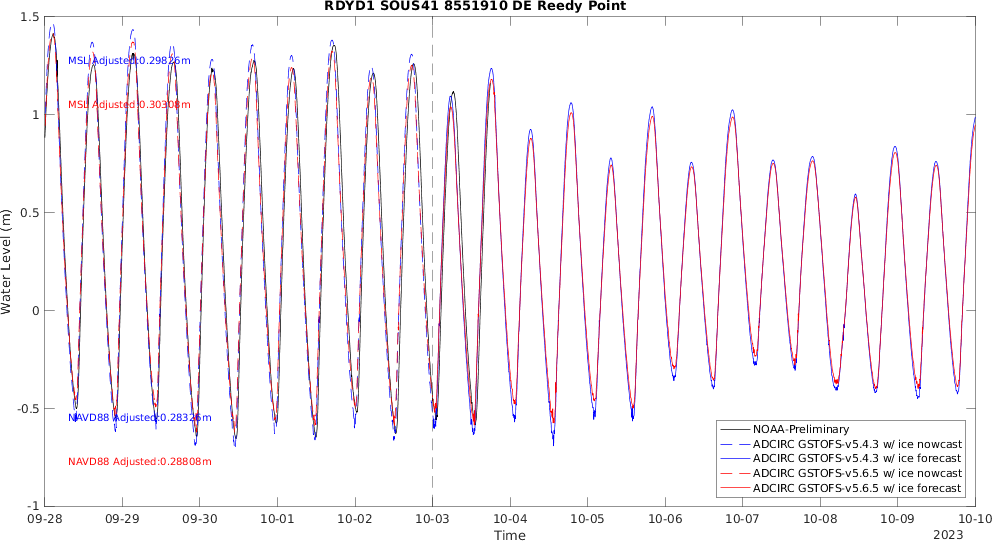 RDYD1 SOUS41 8551910 DE Reedy Point
Water Level (m)
1.5
1
0.5
0
-0.5
-1
MSL Adjusted:0.29826m
MSL Adjusted:0.30308m
NAVD88 Adjusted:0.28326m
NAVD88 Adjusted:0.28808m
NOAA-Preliminary
ADCIRC GSTOFS-v5.4.3 w/ ice nowcast
ADCIRC GSTOFS-v5.4.3 w/ ice forecast
ADCIRC GSTOFS-v5.6.5 w/ ice nowcast
ADCIRC GSTOFS-v5.6.5 w/ ice forecast
09-28 09-29 09-30 10-01 10-02 10-03 10-04 10-05 10-06 10-07 10-08 10-09 10-10
Time
2023